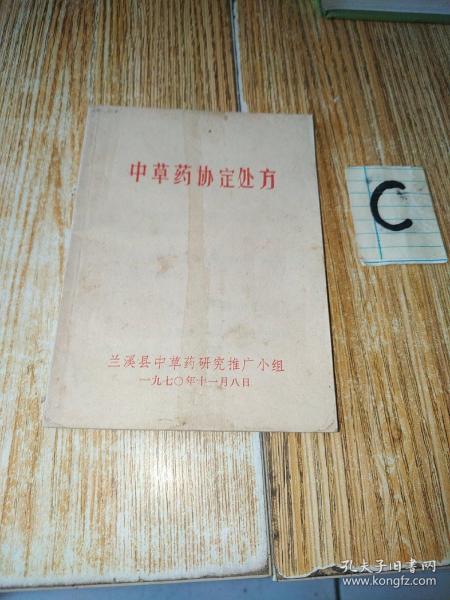 中草药协定处方
C
兰溪县中草药研究推广小组
一九七〇年十一月八日
孔夫子旧书网
www.kongfz.com